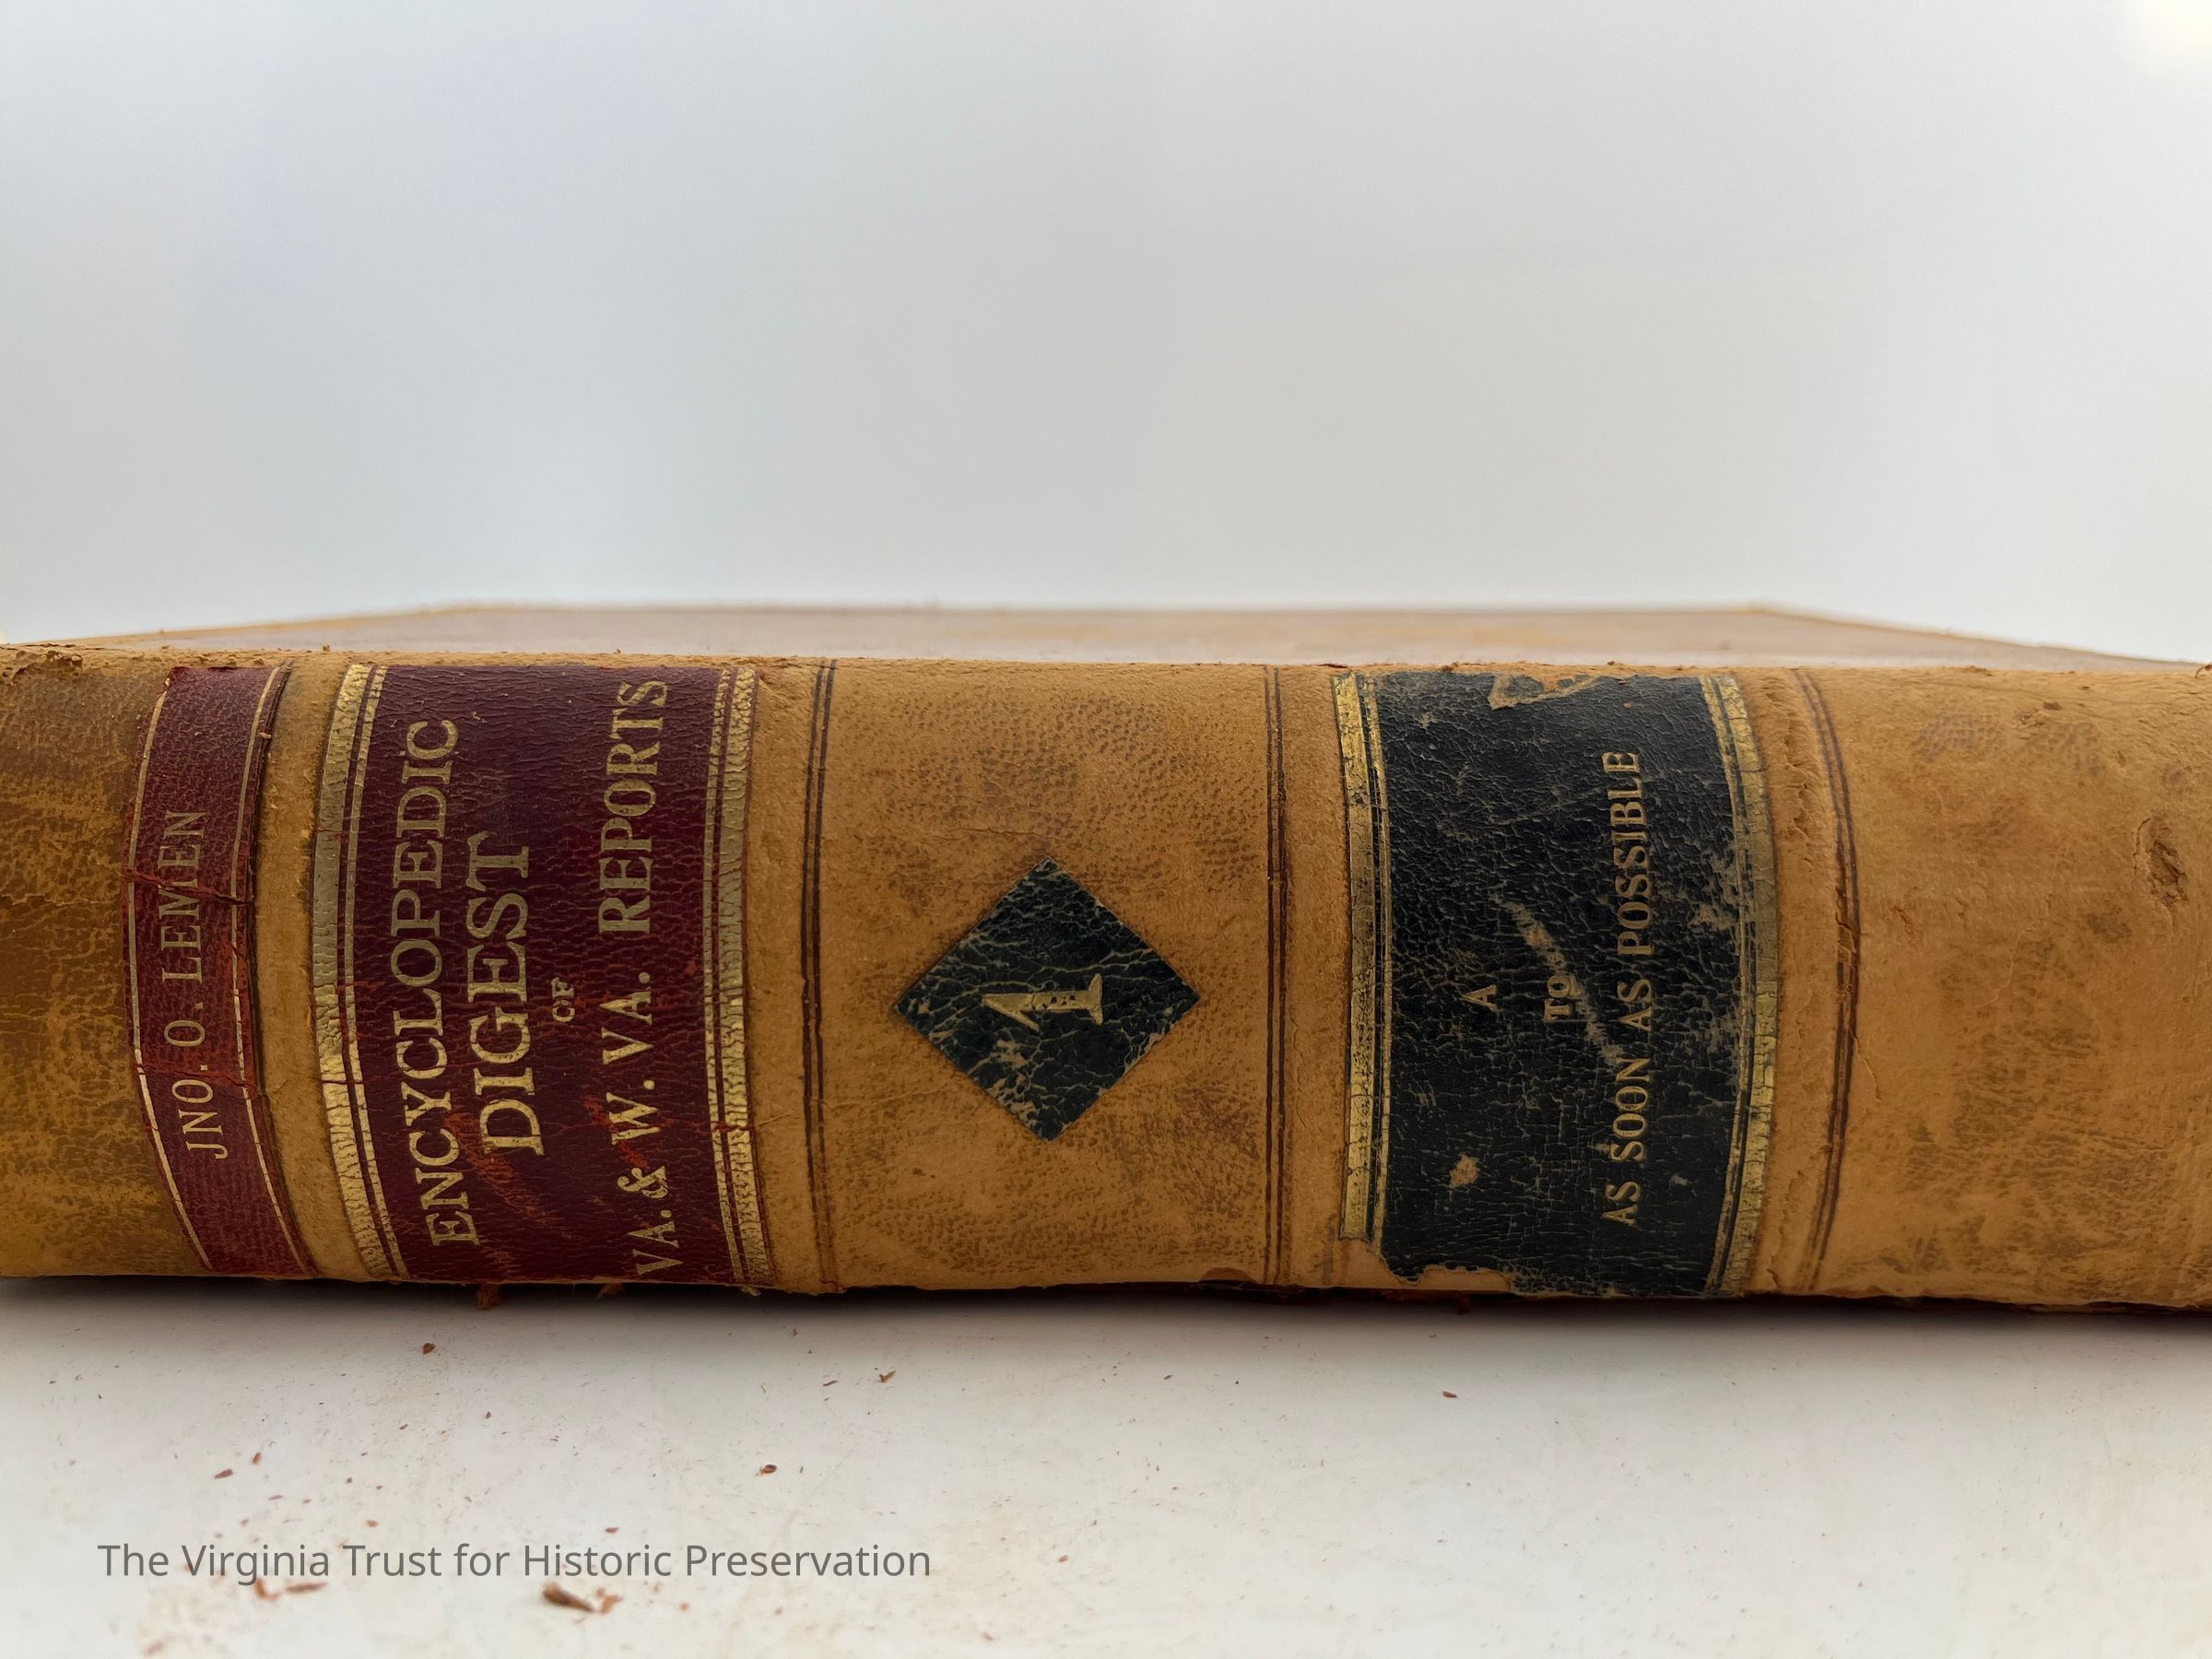 JNO. O. LEMEN
ENCYCLOPEDIC
DIGEST
OF
VA. & W. VA. REPORTS
1
A
TO
AS SOON AS POSSIBLE
The Virginia Trust for Historic Preservation